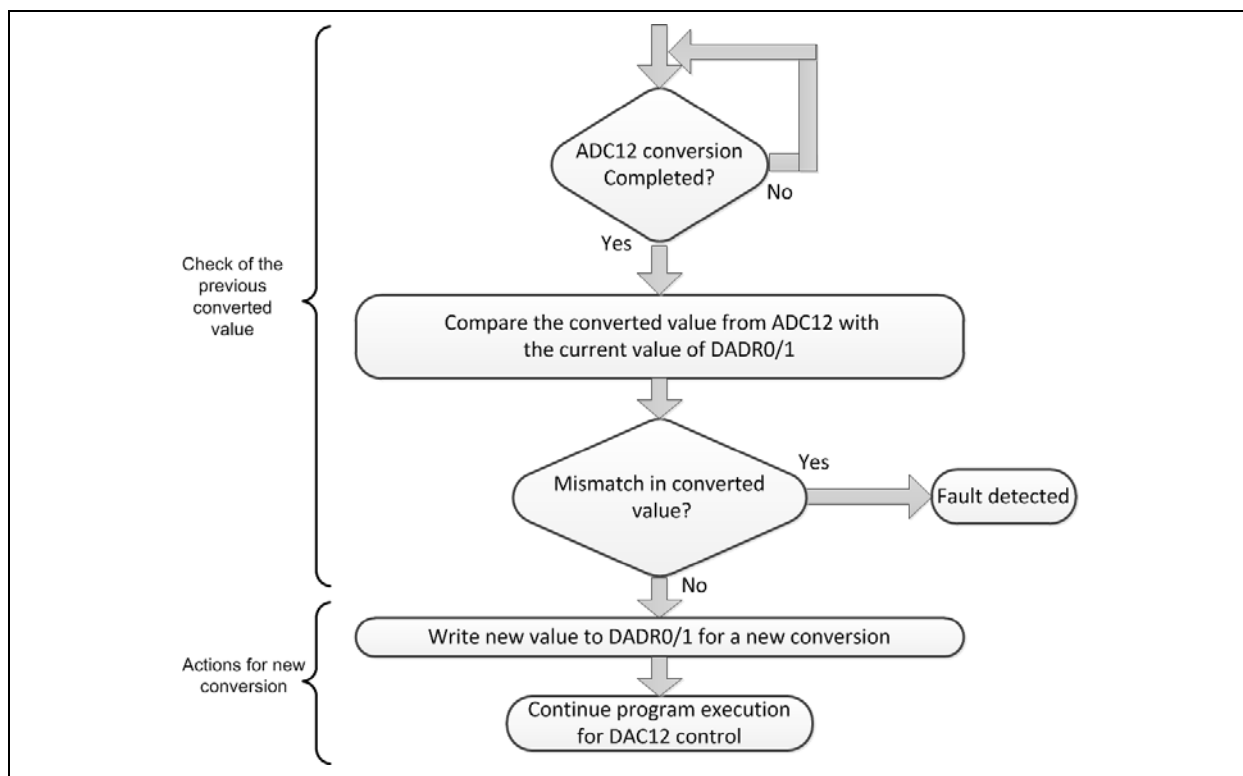 ADC12 conversion
Completed?
No
Yes
Check of the
previous
converted
value
Compare the converted value from ADC12 with
the current value of DADR0/1
Mismatch in converted
value?
Yes
Fault detected
No
Write new value to DADR0/1 for a new conversion
Actions for new
conversion
Continue program execution
for DAC12 control